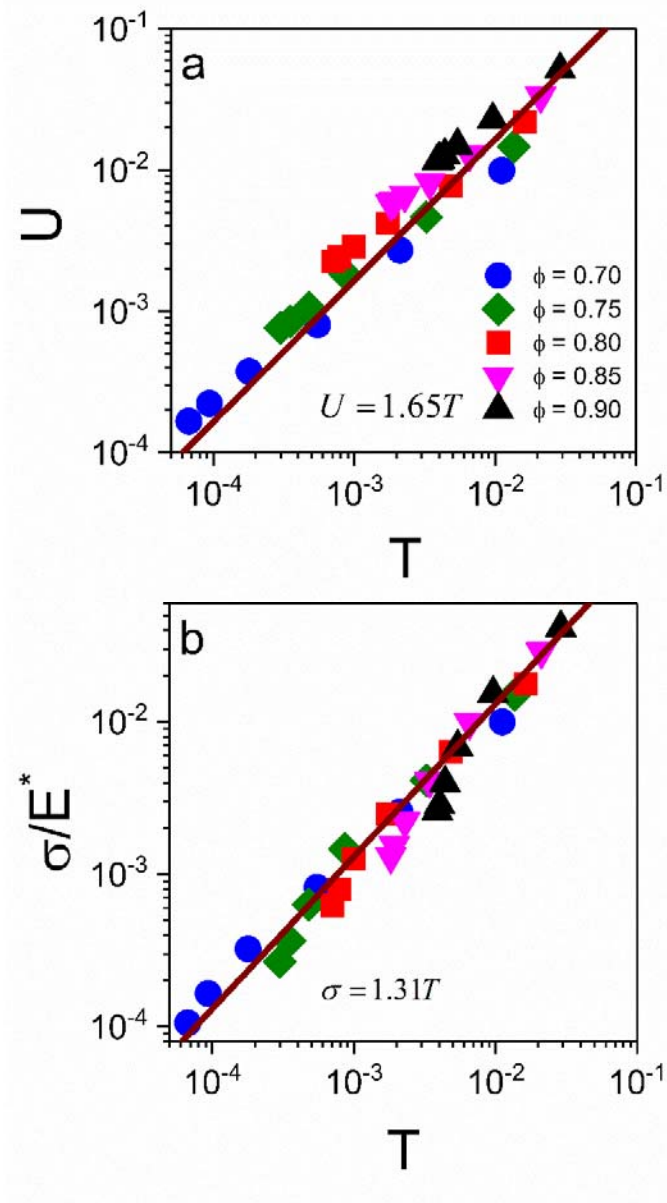 a
U
10⁻¹
10⁻²
10⁻³
10⁻⁴
ϕ = 0.70
ϕ = 0.75
ϕ = 0.80
ϕ = 0.85
ϕ = 0.90
U = 1.65T
10⁻⁴ 10⁻³ 10⁻² 10⁻¹
T
b
σ/E*
10⁻²
10⁻³
10⁻⁴
σ = 1.31T
10⁻⁴ 10⁻³ 10⁻² 10⁻¹
T